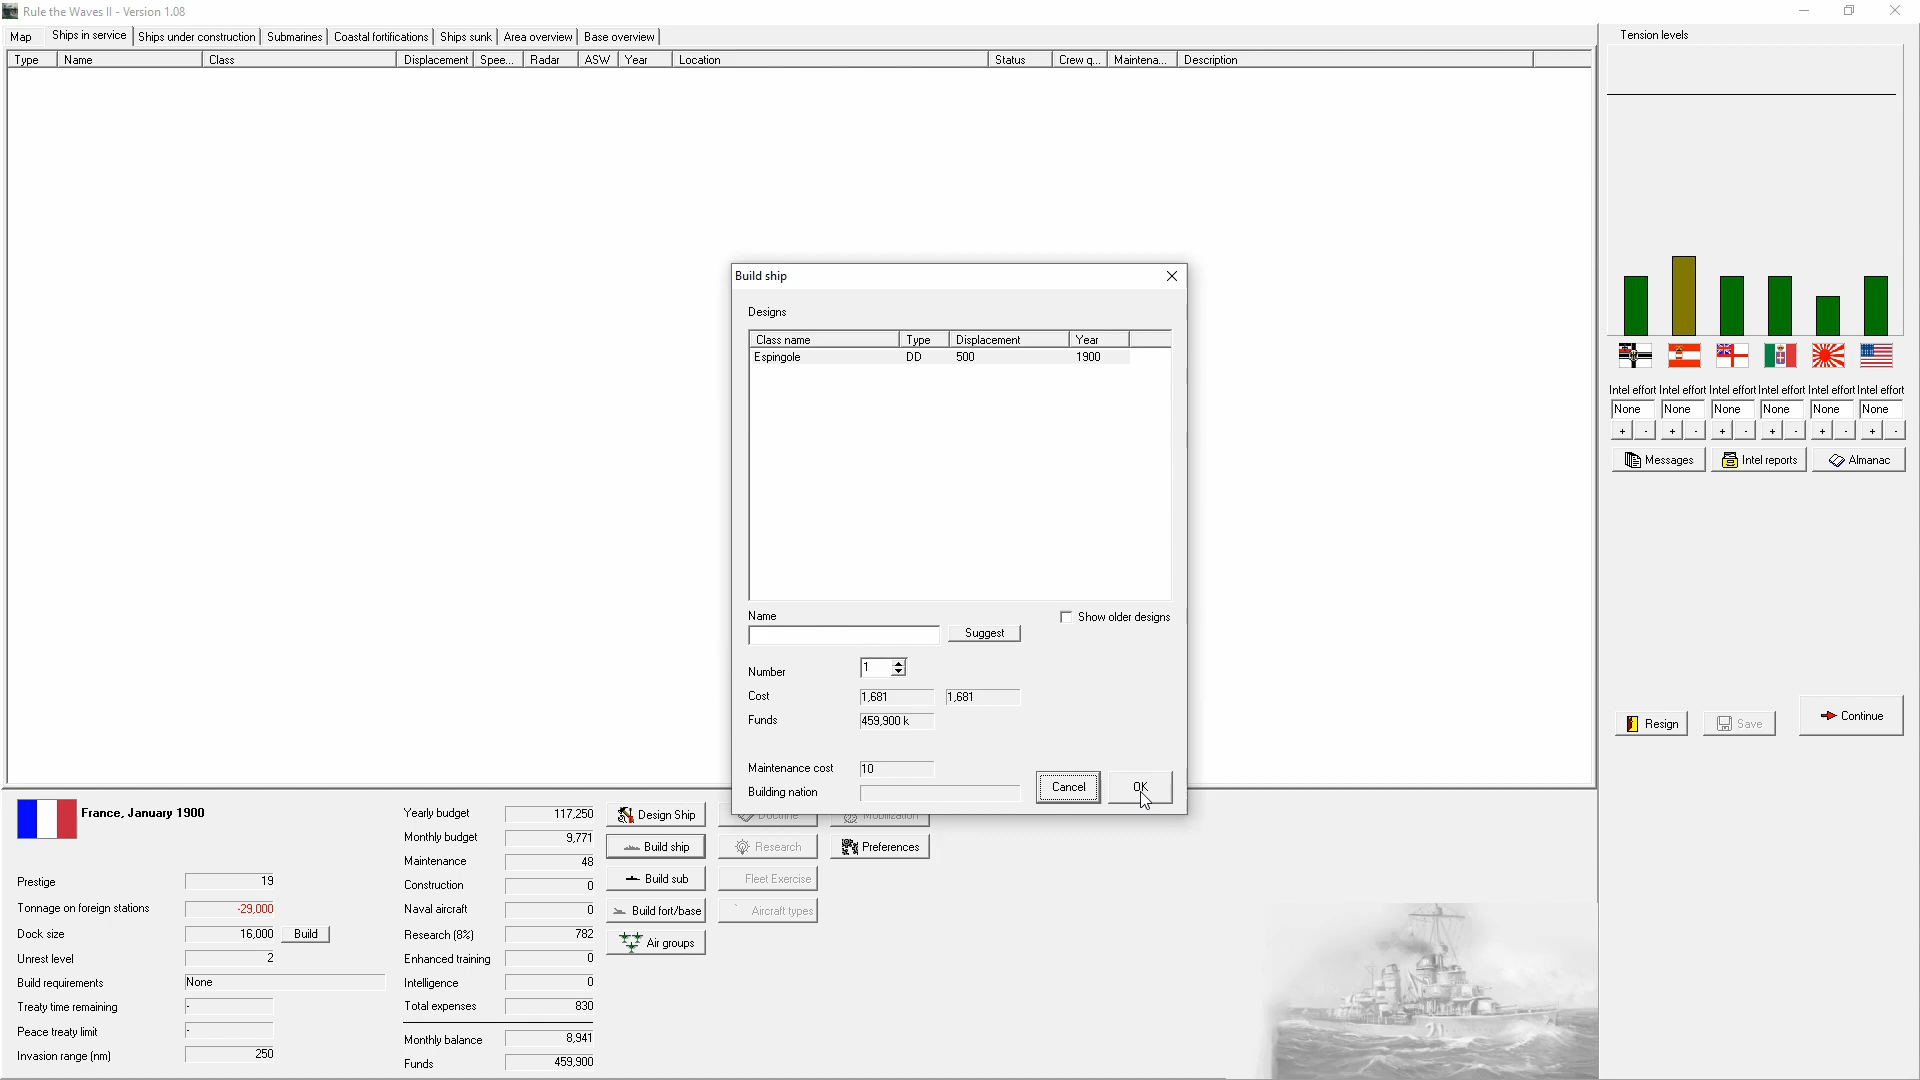 Rule the Waves II - Version 1.08
Map Ships in service Ships under construction Submarines Coastal fortifications Ships sunk Area overview Base overview
Type Name Class Displacement Spee... Radar ASW Year Location Status Crew q... Maintena... Description
Tension levels
Build ship
Designs
Class name Type Displacement Year
Espingole DD 500 1900
Intel effort Intel effort Intel effort Intel effort Intel effort Intel effort
None None None None None None
+ - + - + - + - + - + -
Messages Intel reports Almanac
Name Show older designs
Suggest
Number 1
Cost 1,681 1,681
Funds 459,900 k
Resign Save Continue
Maintenance cost 10
Building nation
Cancel OK
France, January 1900
Prestige 19
Tonnage on foreign stations -29,000
Dock size 16,000 Build
Unrest level 2
Build requirements None
Treaty time remaining -
Peace treaty limit -
Invasion range (nm) 250
Yearly budget 117,250
Monthly budget 9,771
Maintenance 48
Construction 0
Naval aircraft 0
Research (8%) 782
Enhanced training 0
Intelligence 0
Total expenses 830
Monthly balance 8,941
Funds 459,900
Design Ship Doctrine Mobilization
Build ship Research Preferences
Build sub Fleet Exercise
Build fort/base Aircraft types
Air groups